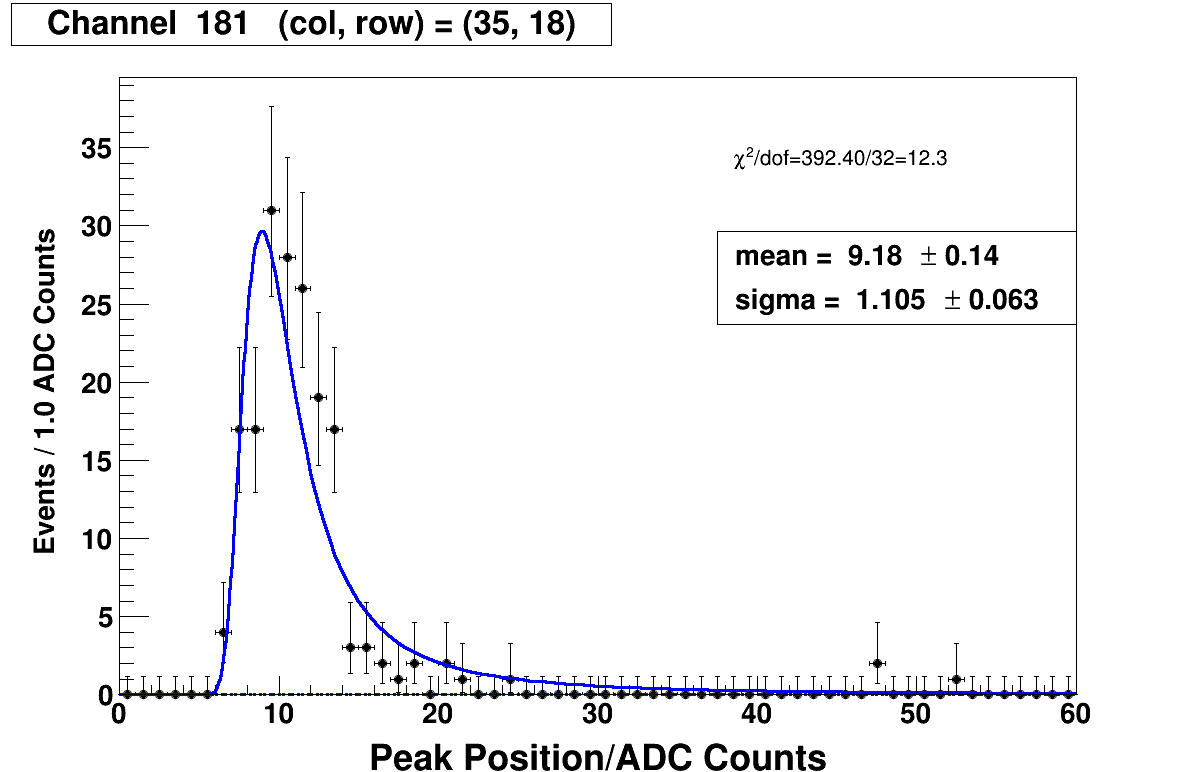 Channel 181 (col, row) = (35, 18)
χ²/dof=392.40/32=12.3
mean = 9.18 ± 0.14
sigma = 1.105 ± 0.063
Events / 1.0 ADC Counts
35
30
25
20
15
10
5
0
0 10 20 30 40 50 60
Peak Position/ADC Counts